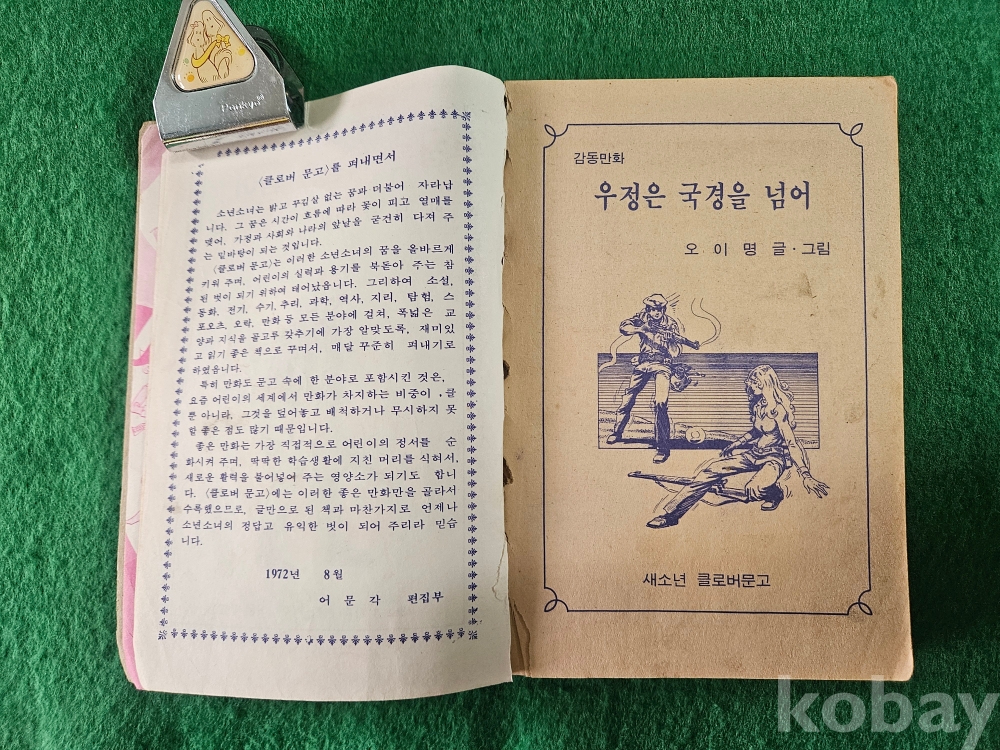 〈클로버 문고〉를 펴내면서
소년소녀는 밝고 꾸김살 없는 꿈과 더불어 자라납
니다. 그 꿈은 시간이 흐름에 따라 꽃이 피고 열매를
맺어, 가정과 사회와 나라의 앞날을 굳건히 다져 주
는 밑바탕이 되는 것입니다.
〈클로버 문고〉는 이러한 소년소녀의 꿈을 올바르게
키워 주며, 어린이의 실력과 용기를 북돋아 주는 참
된 벗이 되기 위하여 태어났읍니다. 그리하여 소설,
동화, 전기, 수기, 추리, 과학, 역사, 지리, 탐험, 스
포오츠, 오락, 만화 등 모든 분야에 걸쳐, 폭넓은 교
양과 지식을 골고루 갖추기에 가장 알맞도록, 재미있
고 읽기 좋은 책으로 꾸며서, 매달 꾸준히 펴내기로
하였읍니다.
특히 만화도 문고 속에 한 분야로 포함시킨 것은,
요즘 어린이의 세계에서 만화가 차지하는 비중이 클
뿐 아니라, 그것을 덮어놓고 배척하거나 무시하지 못
할 좋은 점도 많기 때문입니다.
좋은 만화는 가장 직접적으로 어린이의 정서를 순
화시켜 주며, 딱딱한 학습생활에 지친 머리를 식혀서,
새로운 활력을 불어넣어 주는 영양소가 되기도 합니
다. 〈클로버 문고〉에는 이러한 좋은 만화만을 골라서
수록했으므로, 글만으로 된 책과 마찬가지로 언제나
소년소녀의 정답고 유익한 벗이 되어 주리라 믿습
니다.
1972년 8월
어문각 편집부
감동만화
우정은 국경을 넘어
오이명 글·그림
새소년 클로버문고
kobay